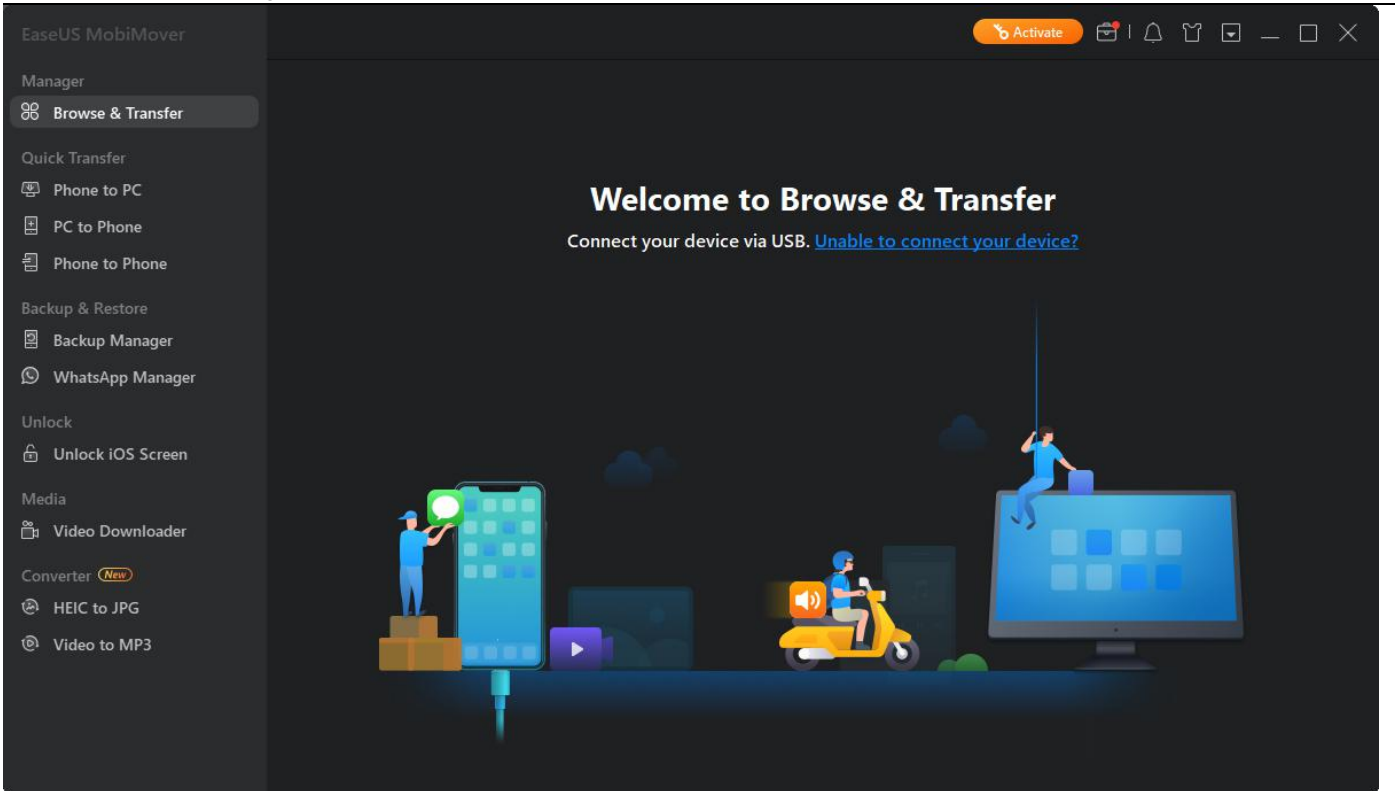 EaseUS MobiMover
Activate
Manager
Browse & Transfer
Quick Transfer
Phone to PC
PC to Phone
Phone to Phone
Backup & Restore
Backup Manager
WhatsApp Manager
Unlock
Unlock iOS Screen
Media
Video Downloader
Converter New
HEIC to JPG
Video to MP3
Welcome to Browse & Transfer
Connect your device via USB. Unable to connect your device?